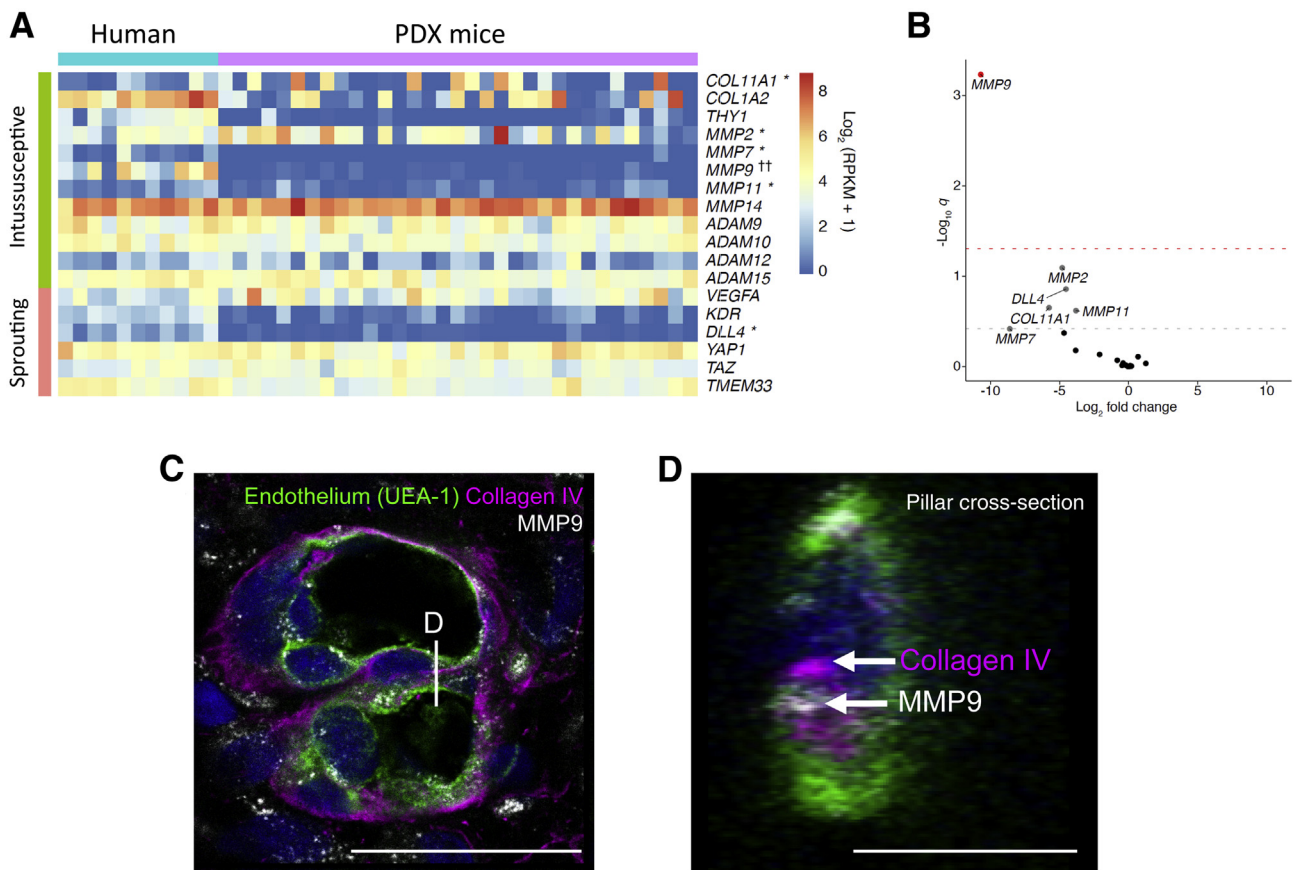 A
Human
PDX mice
Intussusceptive
Sprouting
COL11A1 *
COL1A2
THY1
MMP2 *
MMP7 *
MMP9 ††
MMP11 *
MMP14
ADAM9
ADAM10
ADAM12
ADAM15
VEGFA
KDR
DLL4 *
YAP1
TAZ
TMEM33
8
6
4
2
0
Log2 (RPKM + 1)
B
-Log10 q
3
2
1
0
MMP9
MMP2
DLL4
COL11A1
MMP11
MMP7
-10
-5
0
5
10
Log2 fold change
C
Endothelium (UEA-1) Collagen IV
MMP9
D
D
Pillar cross-section
Collagen IV
MMP9